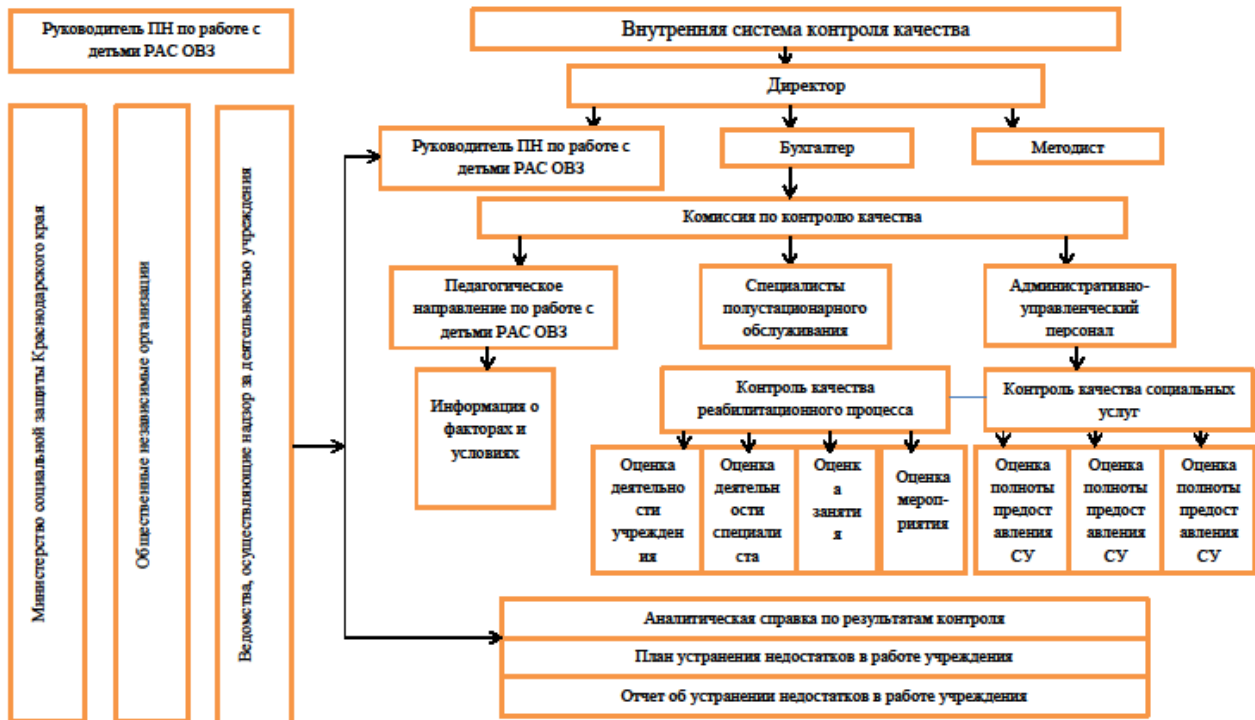 Руководитель ПН по работе с
детьми РАС ОВЗ
Министерство социальной защиты Краснодарского края
Общественные независимые организации
Ведомства, осуществляющие надзор за деятельностью учреждения
Внутренняя система контроля качества
Директор
Руководитель ПН по работе с
детьми РАС ОВЗ
Бухгалтер
Методист
Комиссия по контролю качества
Педагогическое
направление по работе с
детьми РАС ОВЗ
Специалисты
полустационарного
обслуживания
Административно-
управленческий
персонал
Информация о
факторах и
условиях
Контроль качества
реабилитационного процесса
Контроль качества социальных
услуг
Оценка
деятельно
сти
учрежден
ия
Оценка
деятельн
ости
специали
ста
Оценк
а
заняти
я
Оценка
мероп-
риятия
Оценка
полноты
предост
авления
СУ
Оценка
полноты
предост
авления
СУ
Оценка
полноты
предост
авления
СУ
Аналитическая справка по результатам контроля
План устранения недостатков в работе учреждения
Отчет об устранении недостатков в работе учреждения